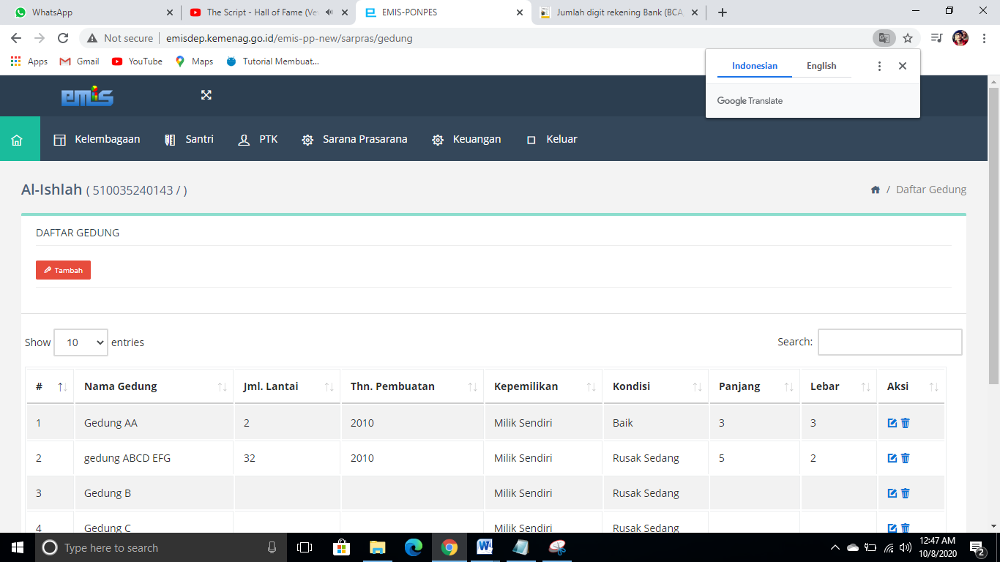 WhatsApp
The Script - Hall of Fame (Ve
EMIS-PONPES
Jumlah digit rekening Bank (BCA,
Not secure
emisdep.kemenag.go.id/emis-pp-new/sarpras/gedung
Apps
Gmail
YouTube
Maps
Tutorial Membuat...
Indonesian English
Google Translate
emis
Kelembagaan Santri PTK Sarana Prasarana Keuangan Keluar
Al-Ishlah ( 510035240143 / )
/ Daftar Gedung
DAFTAR GEDUNG
Tambah
Show 10 entries
Search:
# Nama Gedung Jml. Lantai Thn. Pembuatan Kepemilikan Kondisi Panjang Lebar Aksi
1 Gedung AA 2 2010 Milik Sendiri Baik 3 3
2 gedung ABCD EFG 32 2010 Milik Sendiri Rusak Sedang 5 2
3 Gedung B Milik Sendiri Rusak Sedang
4 Gedung C Milik Sendiri Rusak Sedang
Type here to search
12:47 AM
10/8/2020
2